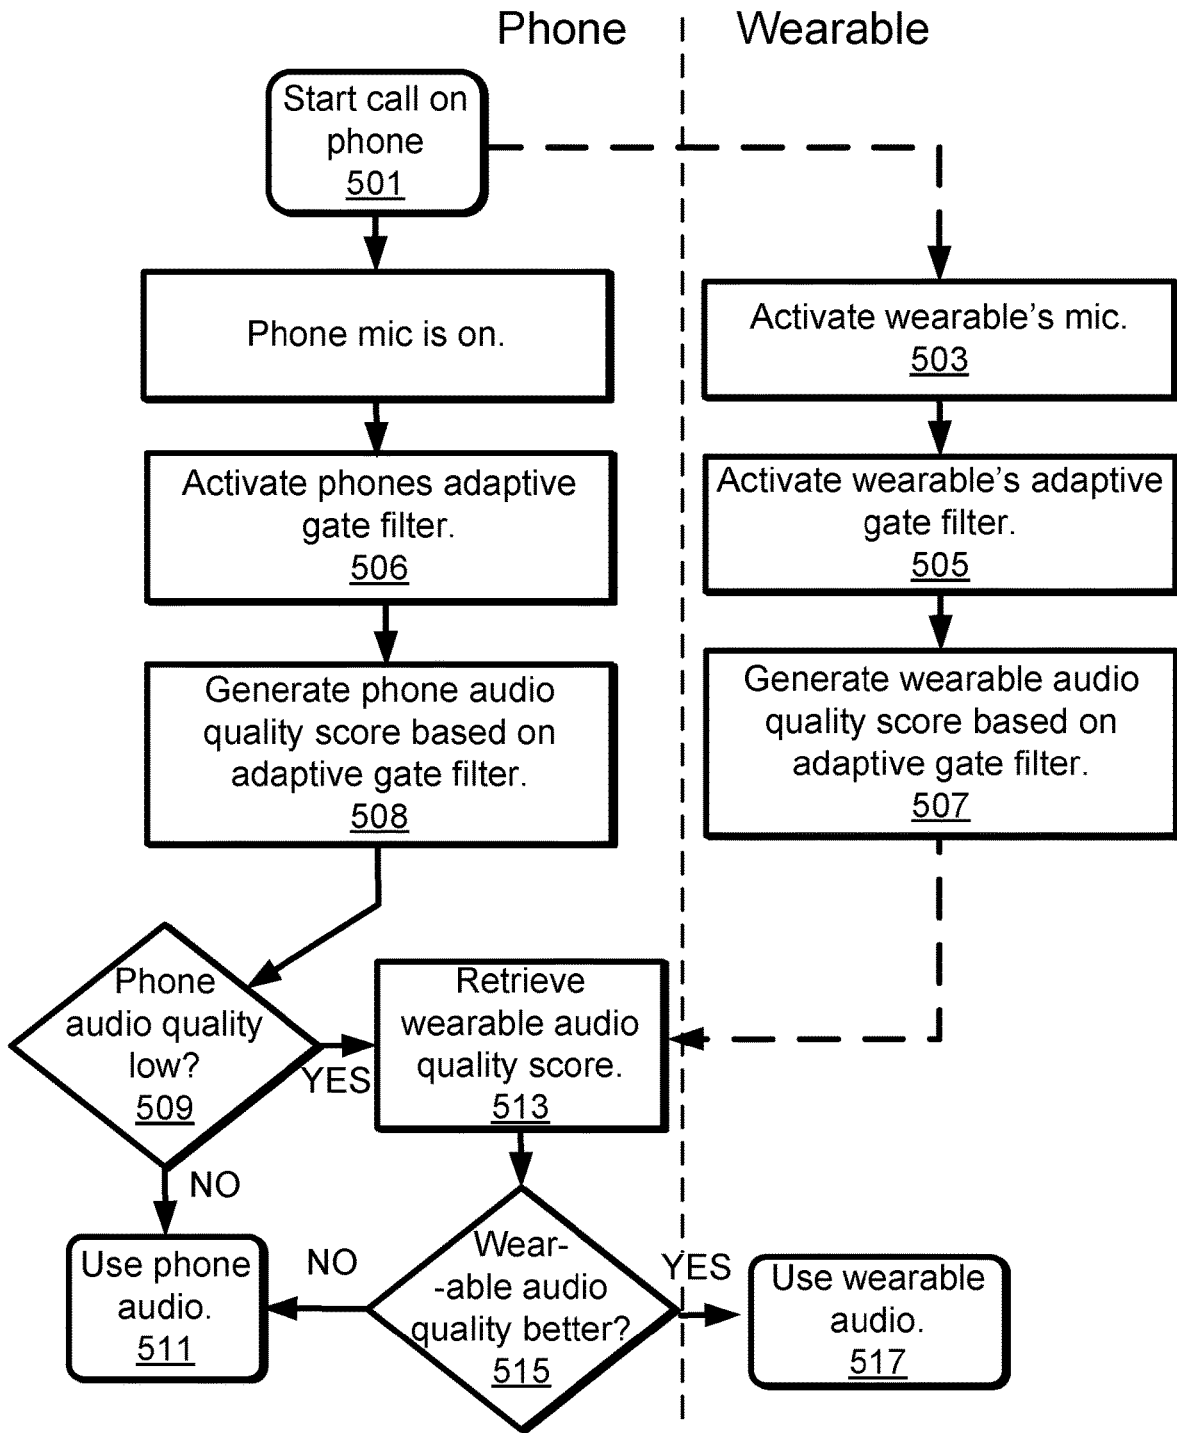 Phone
Wearable
Start call on
phone
501
Phone mic is on.
Activate wearable's mic.
503
Activate phones adaptive
gate filter.
506
Activate wearable's adaptive
gate filter.
505
Generate phone audio
quality score based on
adaptive gate filter.
508
Generate wearable audio
quality score based on
adaptive gate filter.
507
Phone
audio quality
low?
509
YES
Retrieve
wearable audio
quality score.
513
NO
Use phone
audio.
511
NO
Wear-
-able audio
quality better?
515
YES
Use wearable
audio.
517